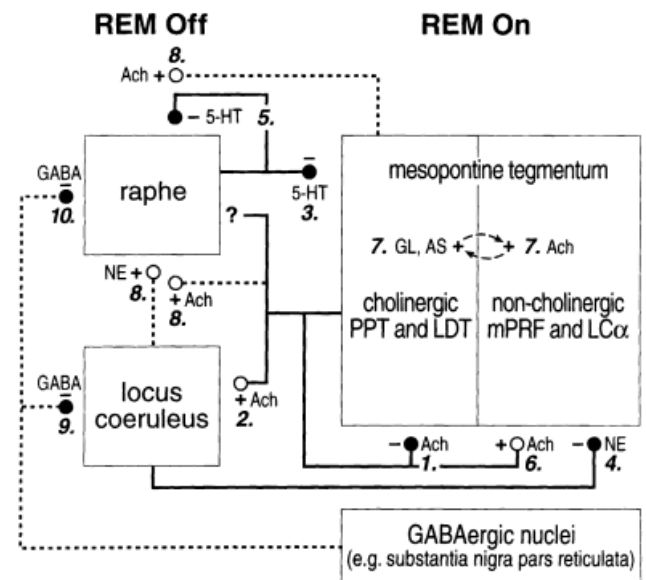 REM Off
REM On
8.
Ach +
– 5-HT 5.
GABA
–
10.
raphe
–
5-HT
3.
?
mesopontine tegmentum
7. GL, AS + + 7. Ach
NE +
8.
+ Ach
8.
cholinergic
PPT and LDT
non-cholinergic
mPRF and LCα
GABA
–
9.
locus
coeruleus
+ Ach
2.
– Ach
1.
+ Ach
6.
– NE
4.
GABAergic nuclei
(e.g. substantia nigra pars reticulata)